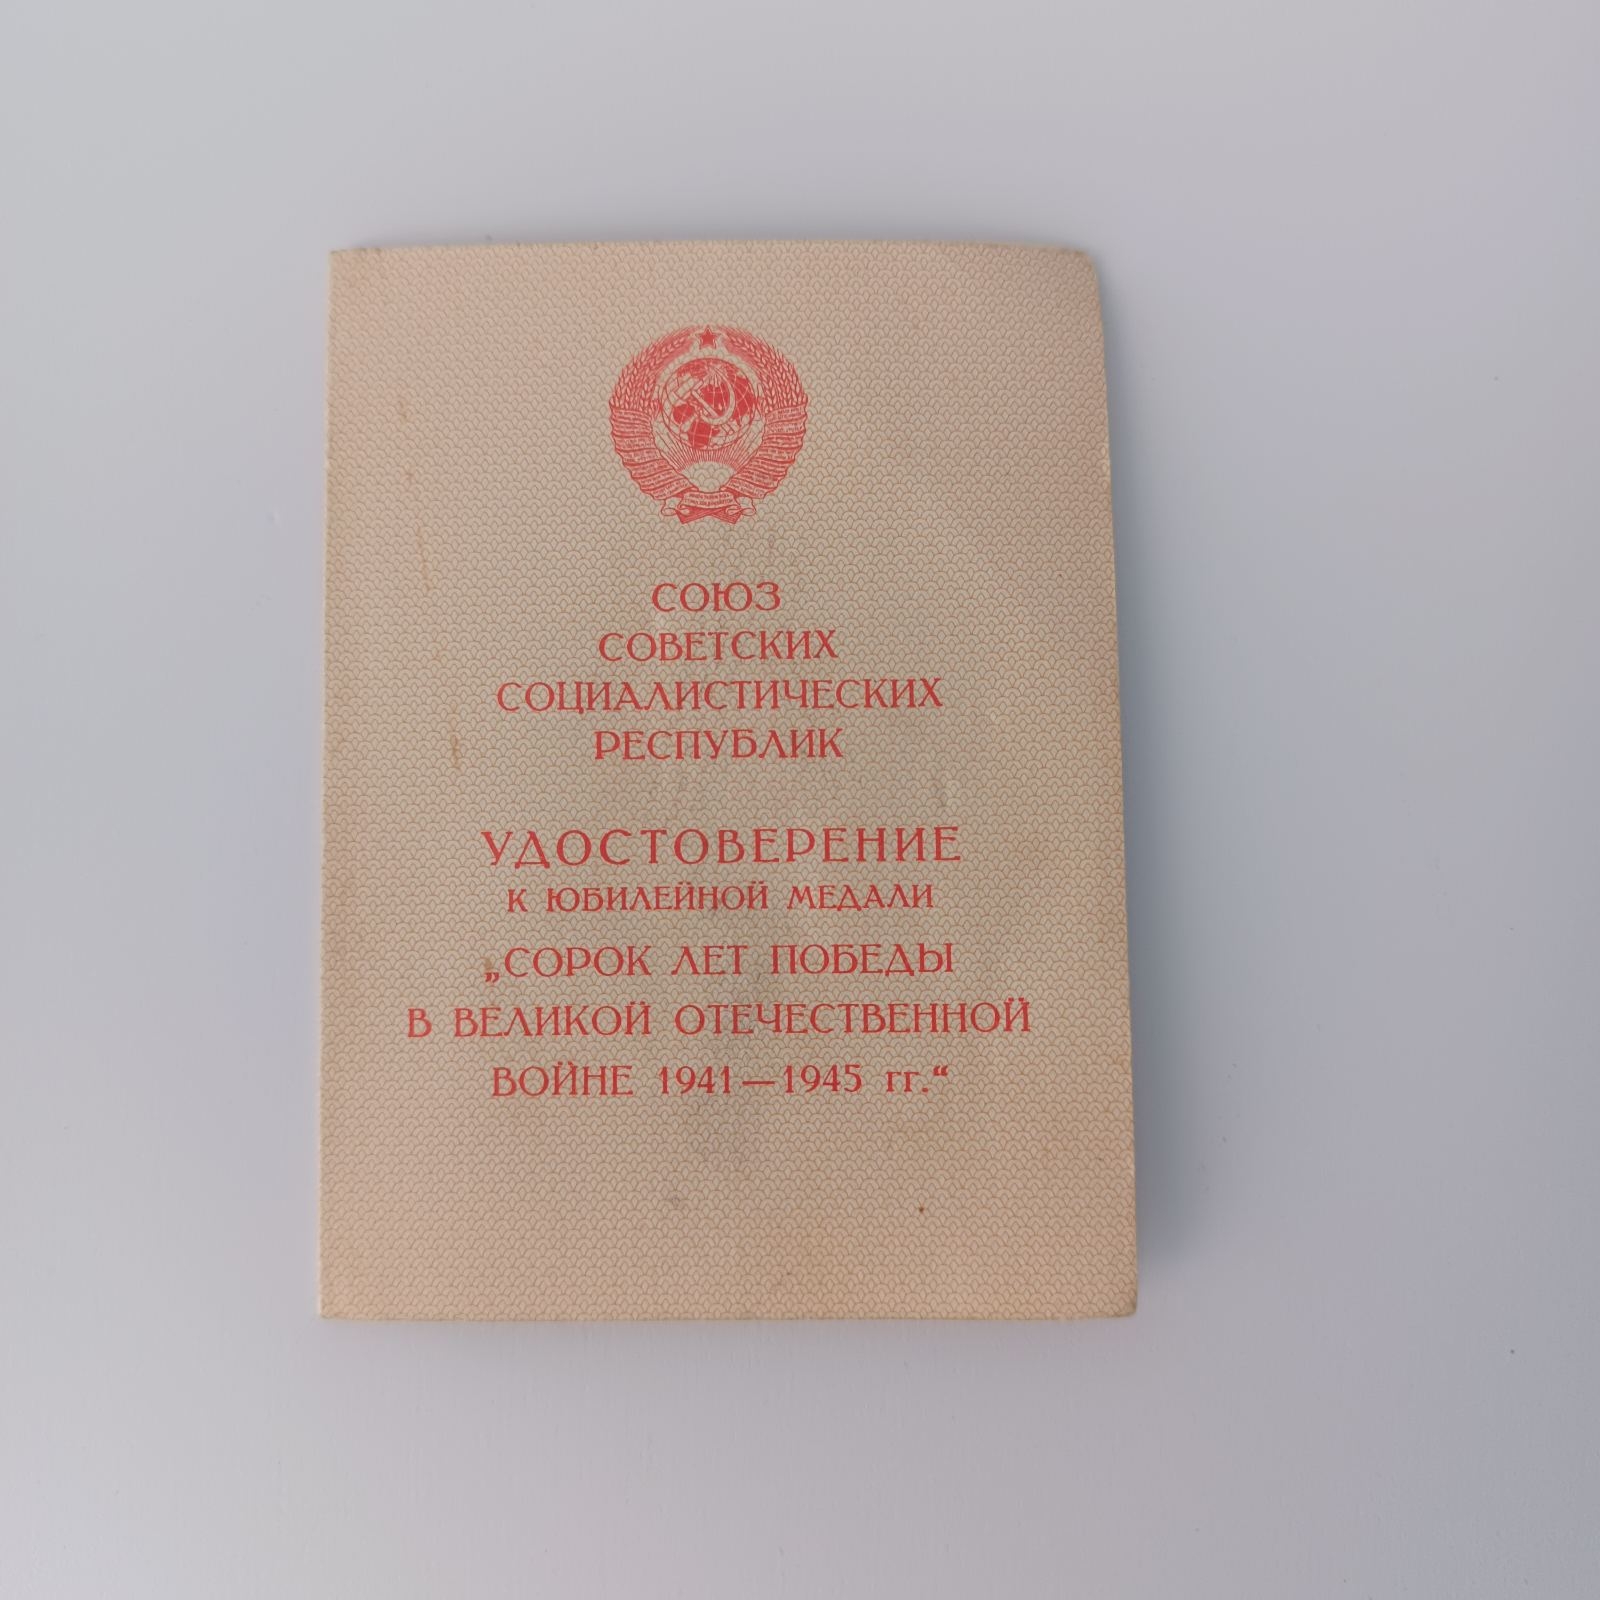 СОЮЗ
СОВЕТСКИХ
СОЦИАЛИСТИЧЕСКИХ
РЕСПУБЛИК
УДОСТОВЕРЕНИЕ
К ЮБИЛЕЙНОЙ МЕДАЛИ
„СОРОК ЛЕТ ПОБЕДЫ
В ВЕЛИКОЙ ОТЕЧЕСТВЕННОЙ
ВОЙНЕ 1941—1945 гг.“